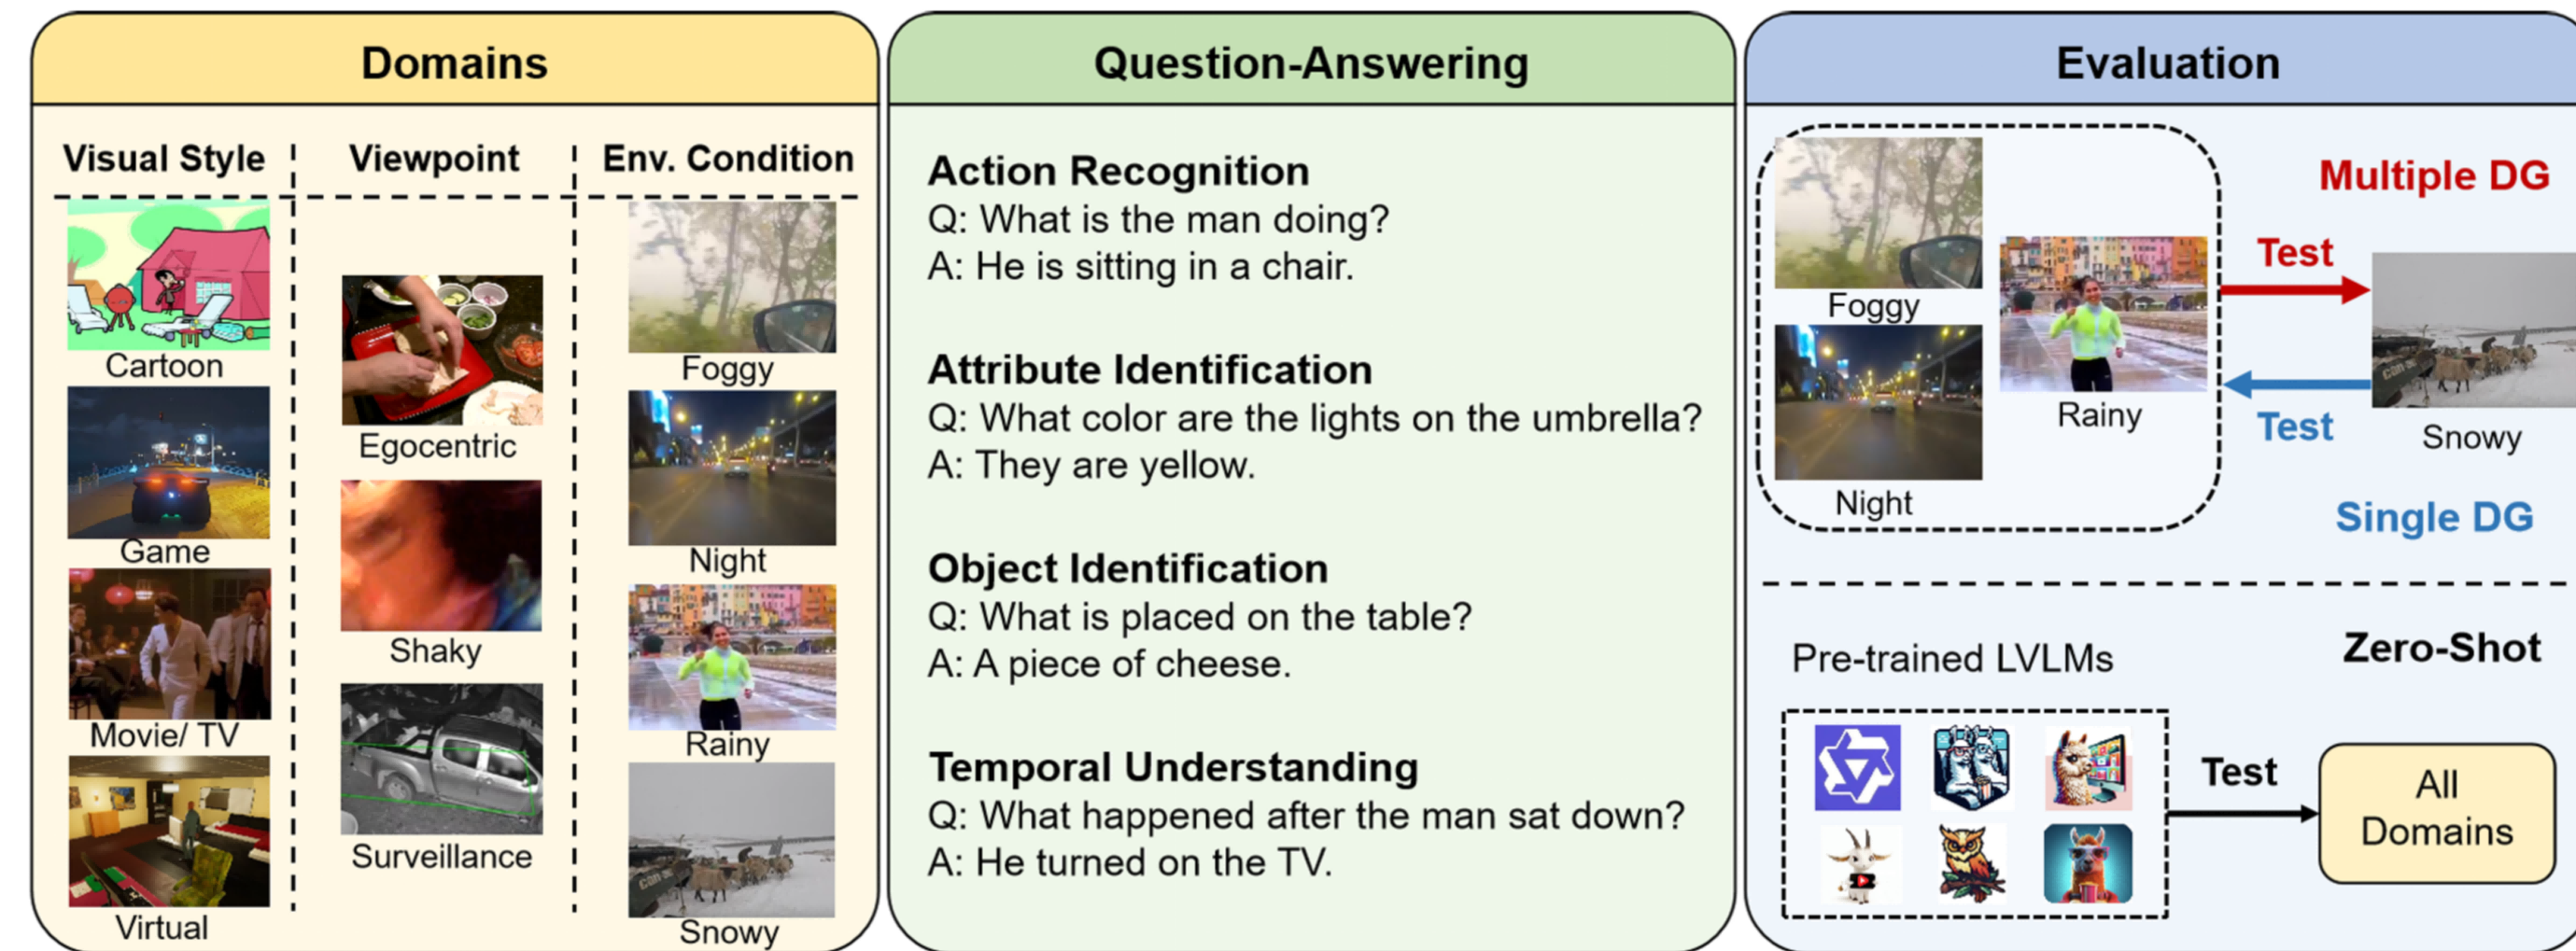 Domains
Visual Style
Viewpoint
Env. Condition
Cartoon
Game
Movie/ TV
Virtual
Egocentric
Shaky
Surveillance
Foggy
Night
Rainy
Snowy
Question-Answering
Action Recognition
Q: What is the man doing?
A: He is sitting in a chair.
Attribute Identification
Q: What color are the lights on the umbrella?
A: They are yellow.
Object Identification
Q: What is placed on the table?
A: A piece of cheese.
Temporal Understanding
Q: What happened after the man sat down?
A: He turned on the TV.
Evaluation
Foggy
Night
Rainy
Multiple DG
Test
Test
Snowy
Single DG
Pre-trained LVLMs
Zero-Shot
Test
All
Domains